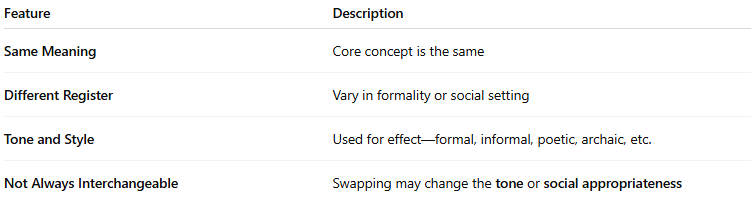 Feature Description
Same Meaning Core concept is the same
Different Register Vary in formality or social setting
Tone and Style Used for effect—formal, informal, poetic, archaic, etc.
Not Always Interchangeable Swapping may change the tone or social appropriateness